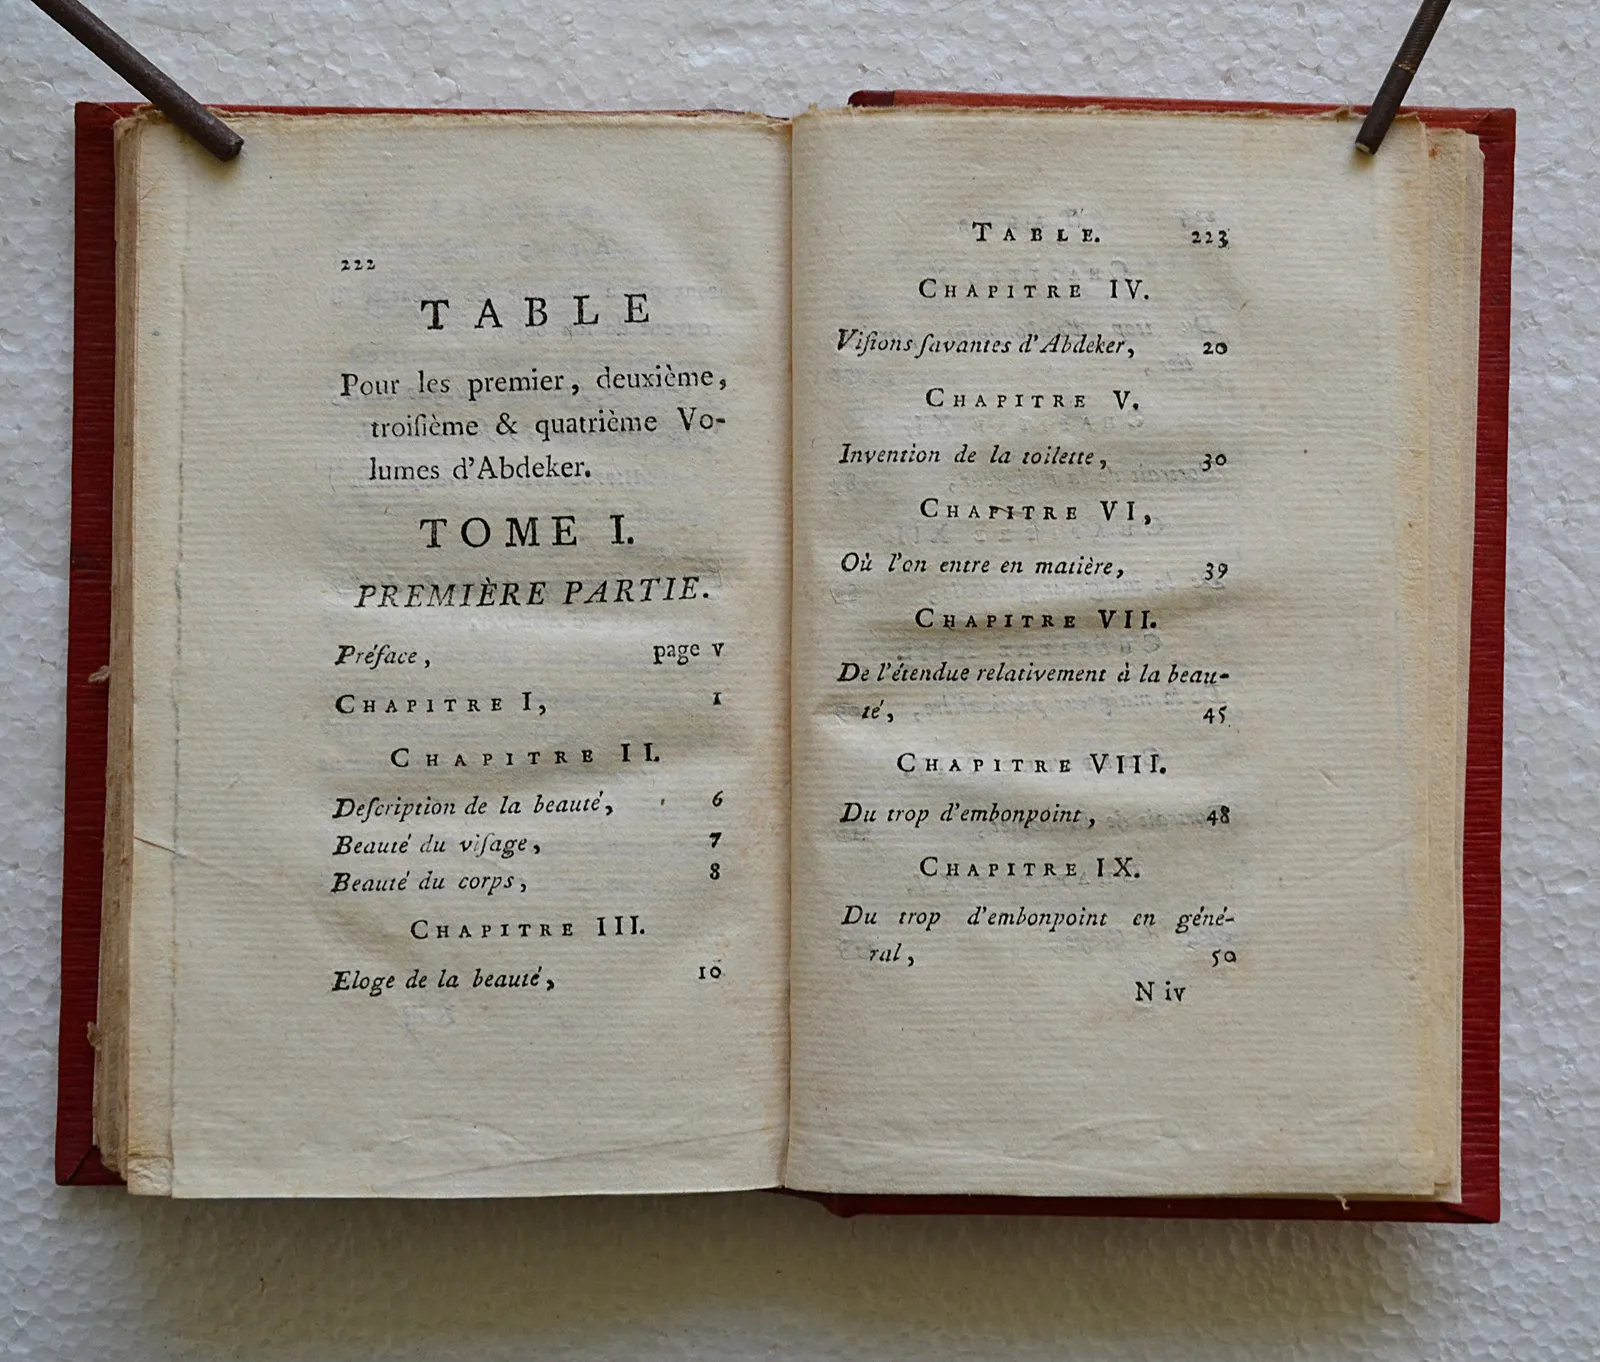 222
TABLE
Pour les premier, deuxième,
troiſième & quatrième Vo-
lumes d'Abdeker.
TOME I.
PREMIÈRE PARTIE.
Préface, page v
CHAPITRE I, 1
CHAPITRE II.
Deſcription de la beauté, 6
Beauté du viſage, 7
Beauté du corps, 8
CHAPITRE III.
Eloge de la beauté, 10
TABLE. 223
CHAPITRE IV.
Viſions ſavantes d'Abdeker, 20
CHAPITRE V.
Invention de la toilette, 30
CHAPITRE VI,
Où l'on entre en matière, 39
CHAPITRE VII.
De l'étendue relativement à la beau-
té, 45
CHAPITRE VIII.
Du trop d'embonpoint, 48
CHAPITRE IX.
Du trop d'embonpoint en géné-
ral, 50
N iv